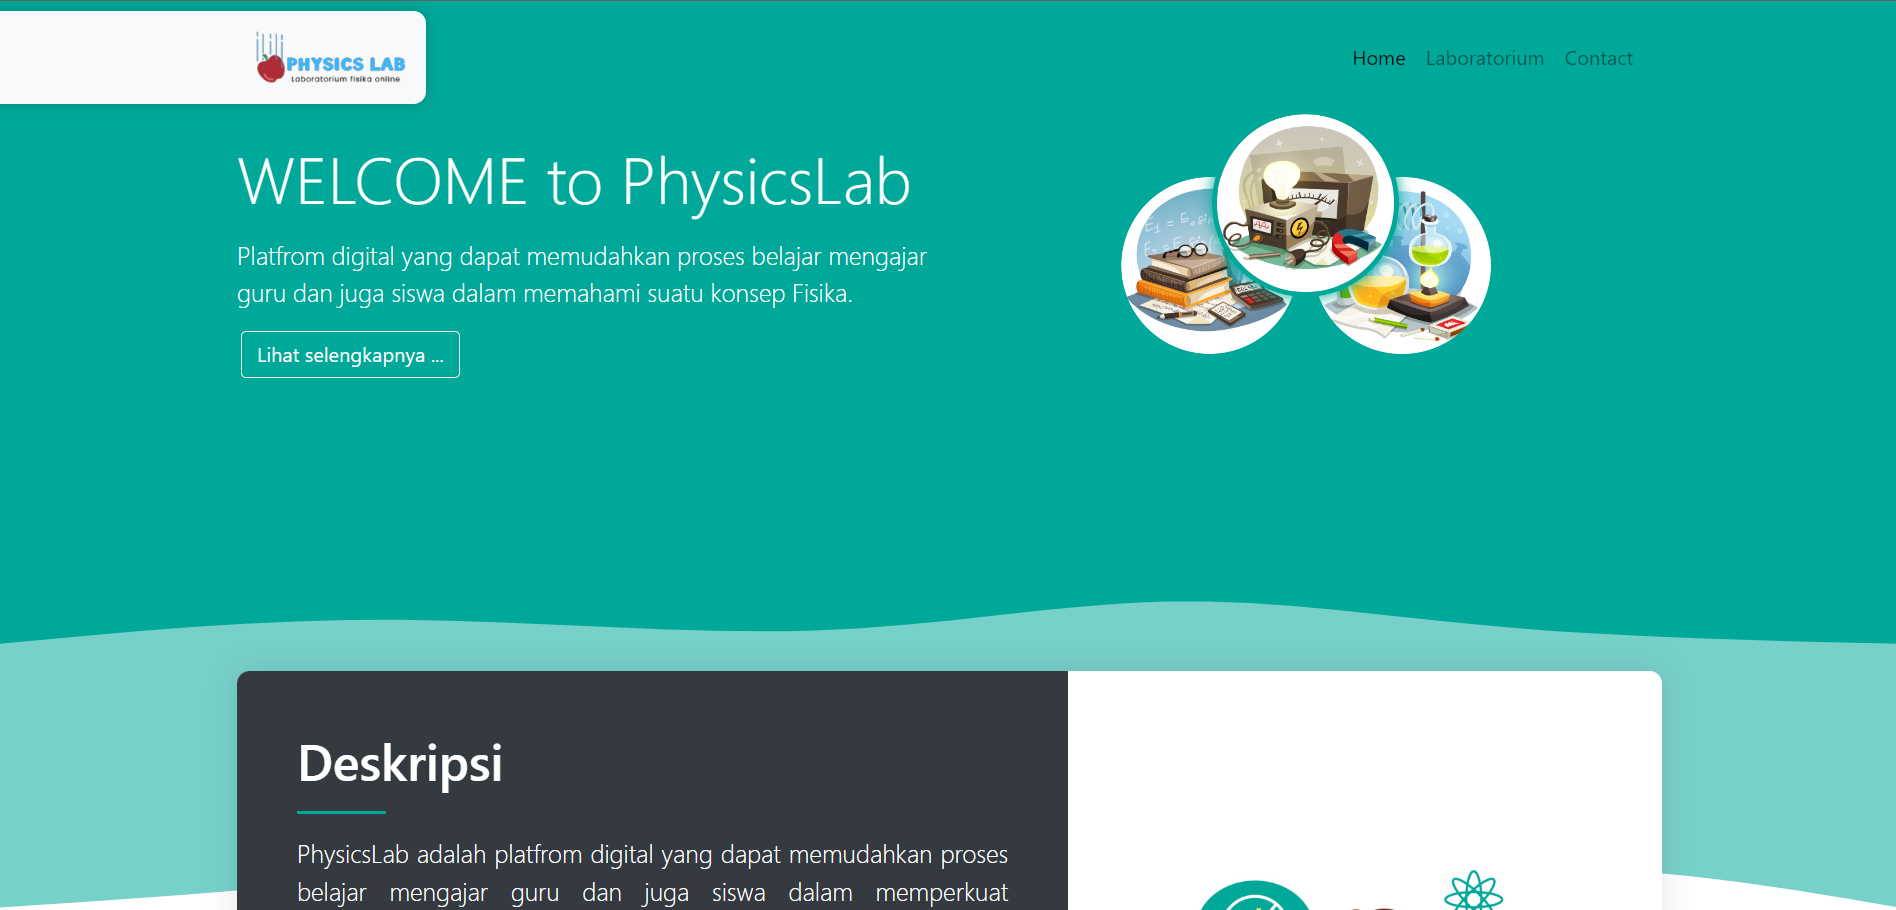 PHYSICS LAB
Laboratorium fisika online
Home Laboratorium Contact
WELCOME to PhysicsLab
Platfrom digital yang dapat memudahkan proses belajar mengajar
guru dan juga siswa dalam memahami suatu konsep Fisika.
Lihat selengkapnya ...
Deskripsi
PhysicsLab adalah platfrom digital yang dapat memudahkan proses
belajar mengajar guru dan juga siswa dalam memperkuat